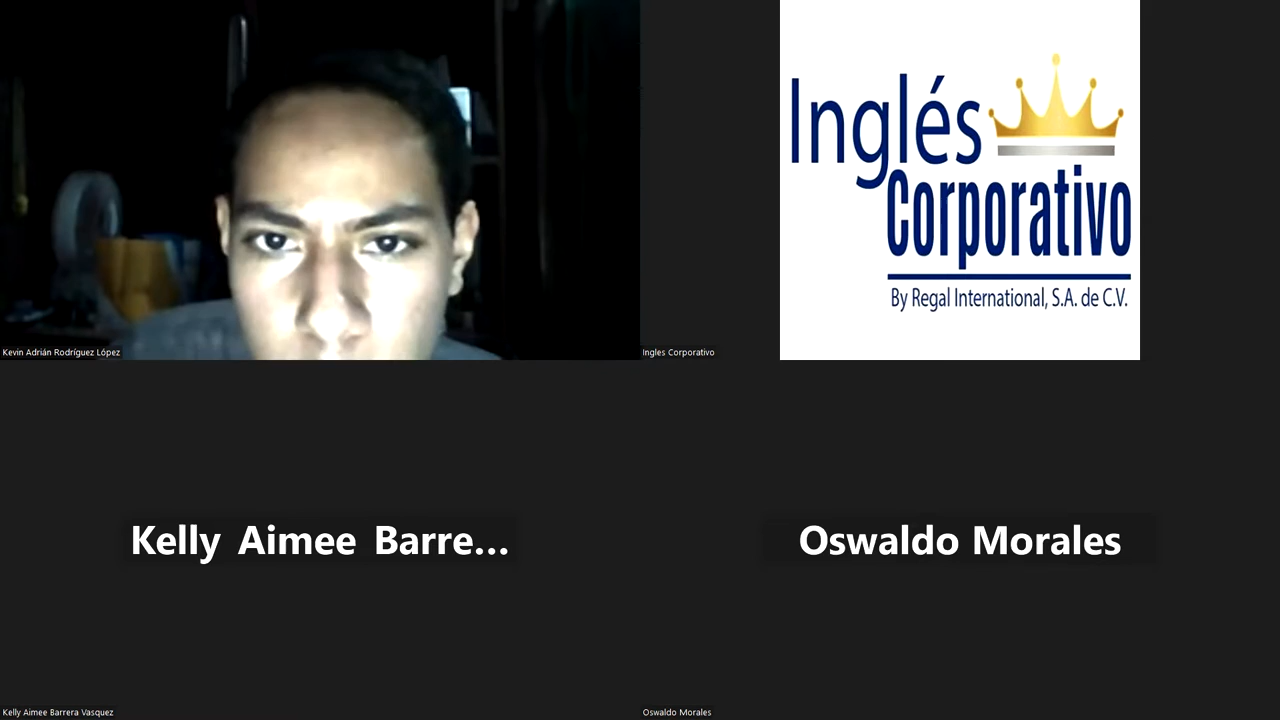 Inglés
Corporativo
By Regal International, S.A. de C.V.
Kevin Adrián Rodríguez López
Ingles Corporativo
Kelly Aimee Barre...
Oswaldo Morales
Kelly Aimee Barrera Vasquez
Oswaldo Morales